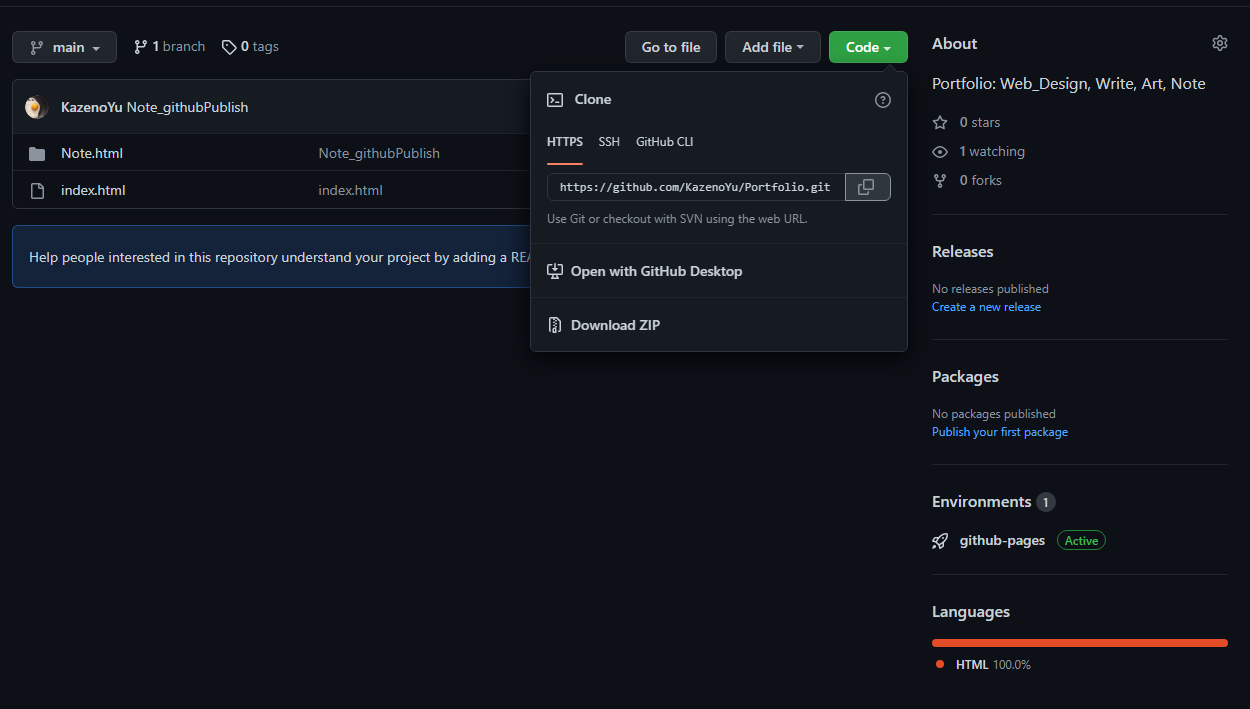 main
1 branch
0 tags
Go to file
Add file
Code
KazenoYu Note_githubPublish
Note.html Note_githubPublish
index.html index.html
Help people interested in this repository understand your project by adding a
Clone
HTTPS SSH GitHub CLI
https://github.com/KazenoYu/Portfolio.git
Use Git or checkout with SVN using the web URL.
Open with GitHub Desktop
Download ZIP
About
Portfolio: Web_Design, Write, Art, Note
0 stars
1 watching
0 forks
Releases
No releases published
Create a new release
Packages
No packages published
Publish your first package
Environments 1
github-pages Active
Languages
HTML 100.0%